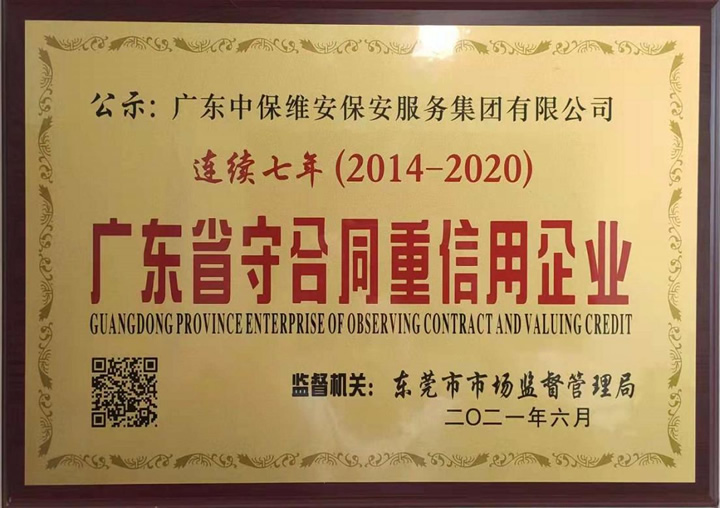 公示：广东中保维安保安服务集团有限公司
连续七年(2014-2020)
广东省守合同重信用企业
GUANGDONG PROVINCE ENTERPRISE OF OBSERVING CONTRACT AND VALUING CREDIT
监督机关：东莞市市场监督管理局
二〇二一年六月